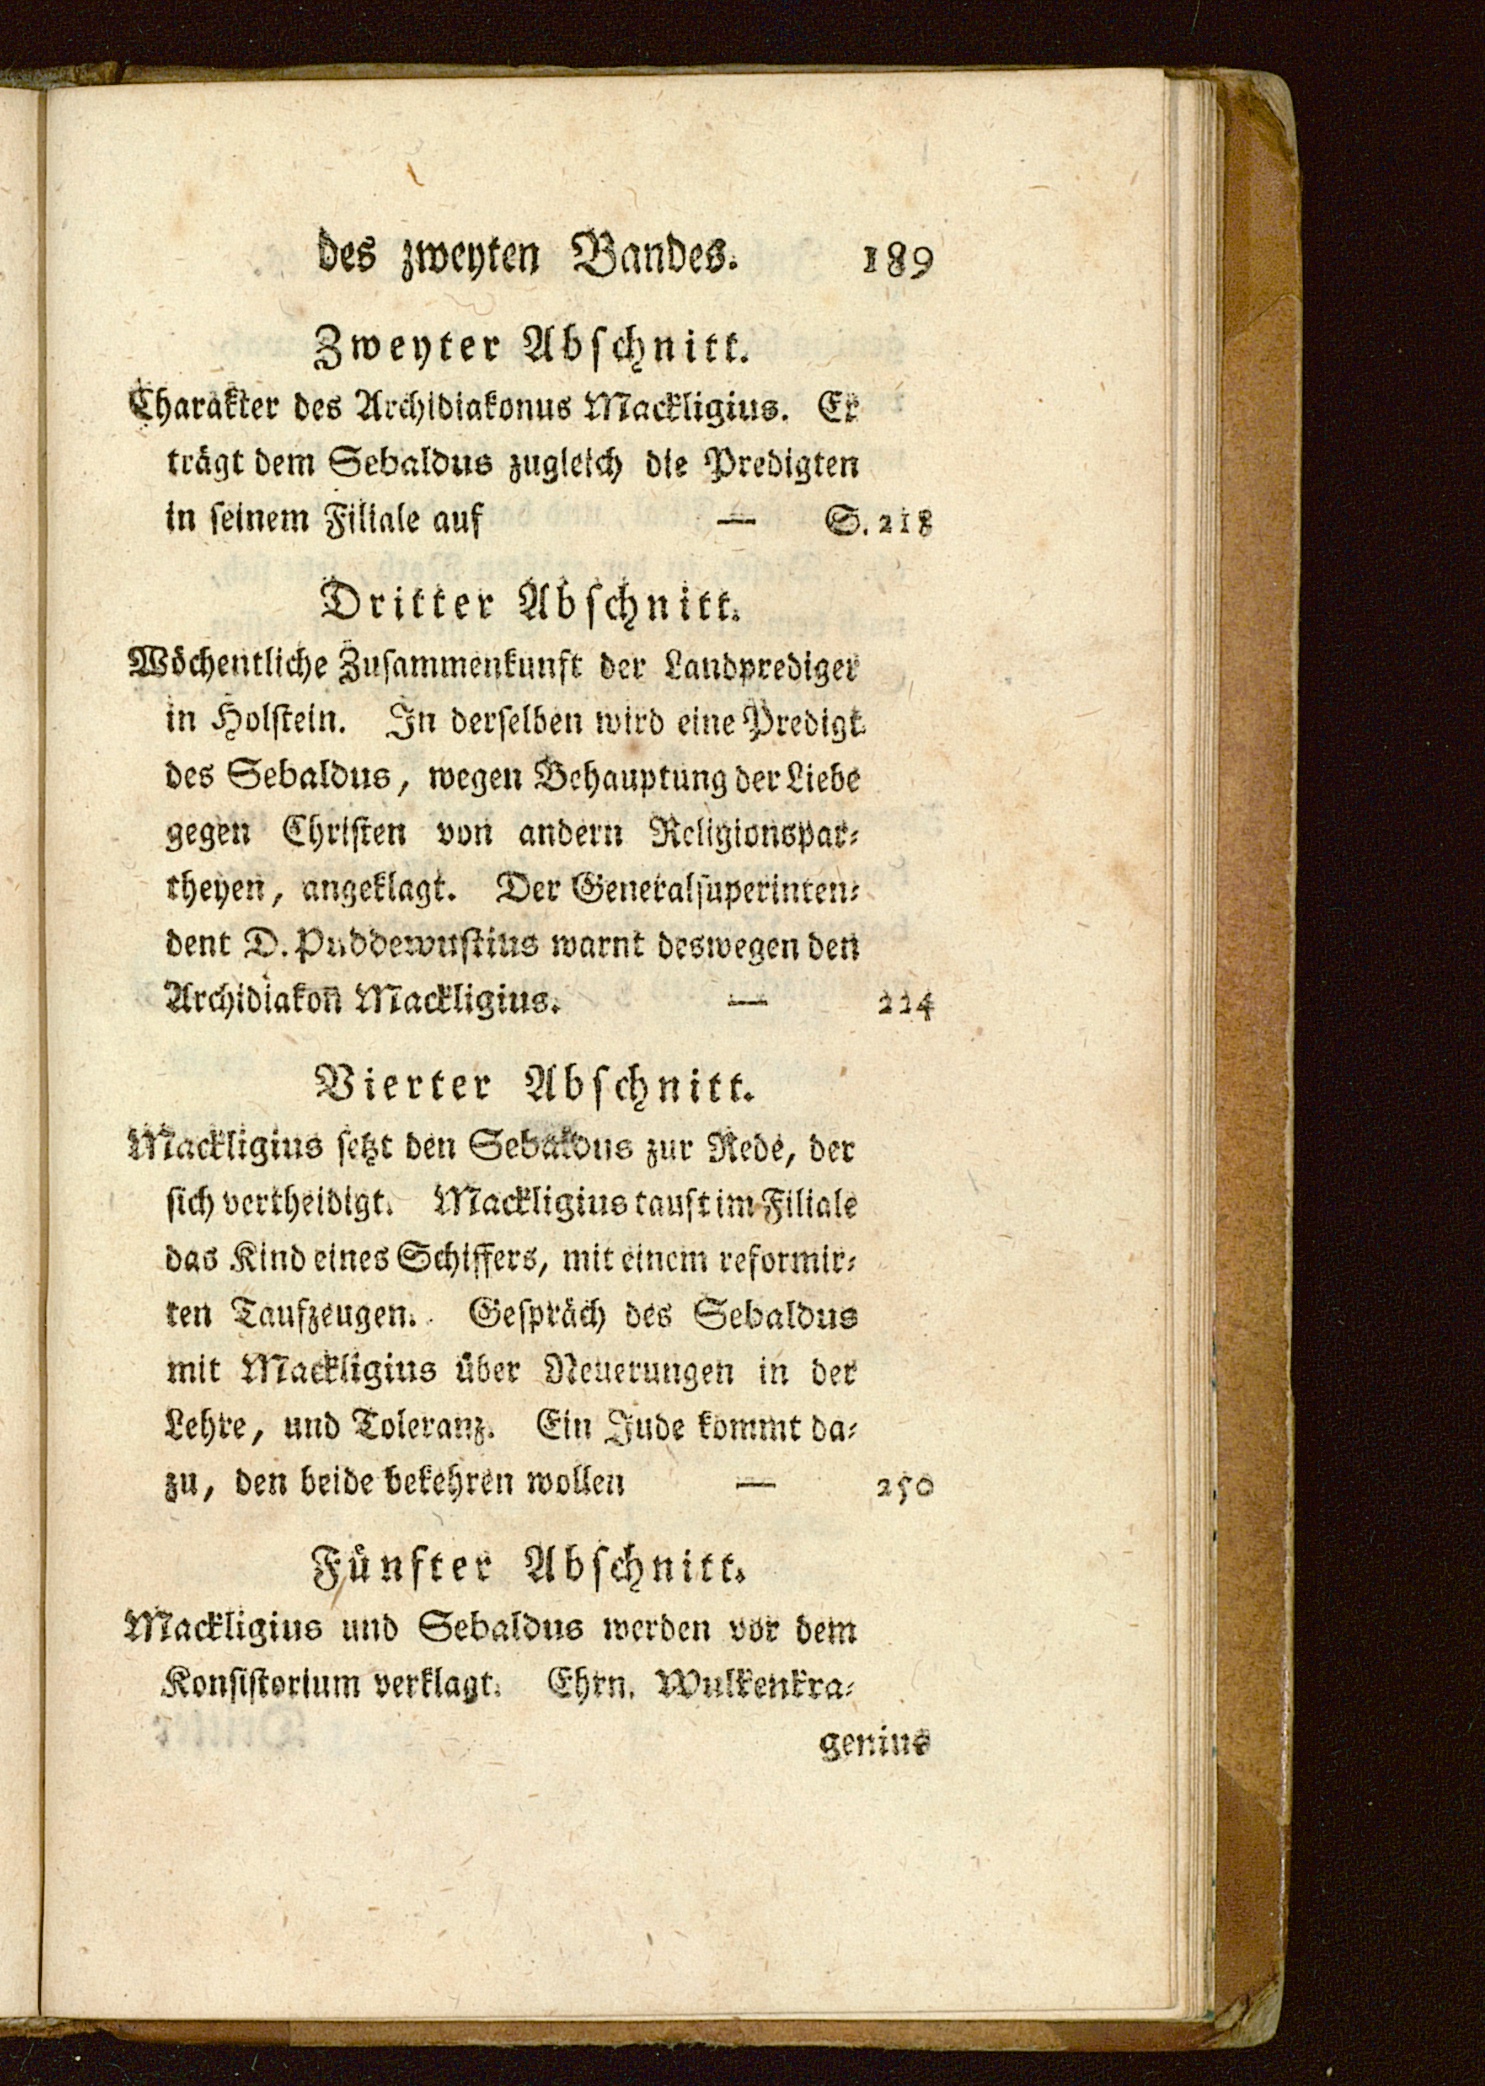 des zweyten Bandes. 189
Zweyter Abschnitt.
Charakter des Archidiakonus Mackligius. Er
trägt dem Sebaldus zugleich die Predigten
in seinem Filiale auf — S. 218
Dritter Abschnitt.
Wöchentliche Zusammenkunft der Landprediger
in Holstein. In derselben wird eine Predigt
des Sebaldus, wegen Behauptung der Liebe
gegen Christen von andern Religionspar-
theyen, angeklagt. Der Generalsuperinten-
dent D. Puddewustius warnt deswegen den
Archidiakon̄ Mackligius. — 224
Vierter Abschnitt.
Mackligius setzt den Sebaldus zur Rede, der
sich vertheidigt. Mackligius tauft im Filiale
das Kind eines Schiffers, mit einem reformir-
ten Taufzeugen. Gespräch des Sebaldus
mit Mackligius über Neuerungen in der
Lehre, und Toleranz. Ein Jude kommt da-
zu, den beide bekehren wollen — 250
Fünfter Abschnitt.
Mackligius und Sebaldus werden vor dem
Konsistorium verklagt. Ehrn. Wulkenkra-
genius